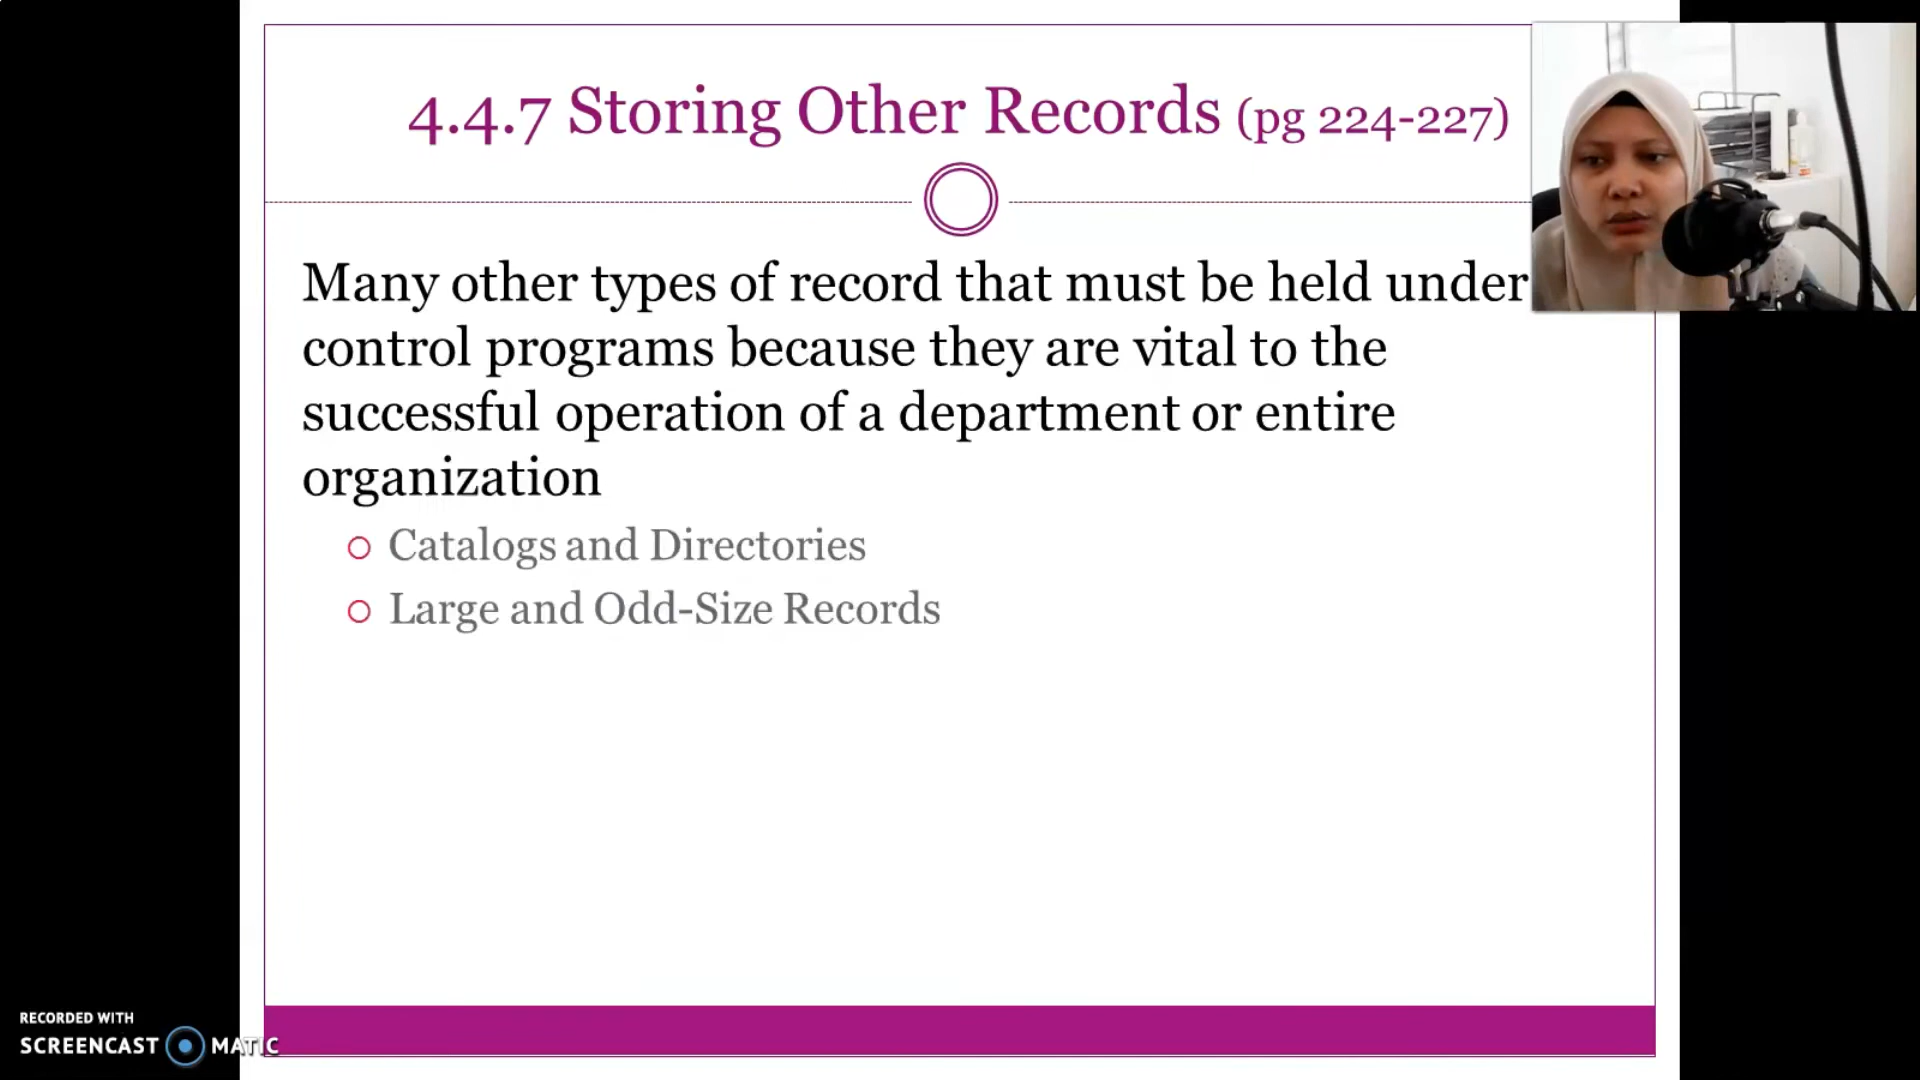 4.4.7 Storing Other Records (pg 224-227)
Many other types of record that must be held under
control programs because they are vital to the
successful operation of a department or entire
organization
Catalogs and Directories
Large and Odd-Size Records
RECORDED WITH
SCREENCAST MATIC